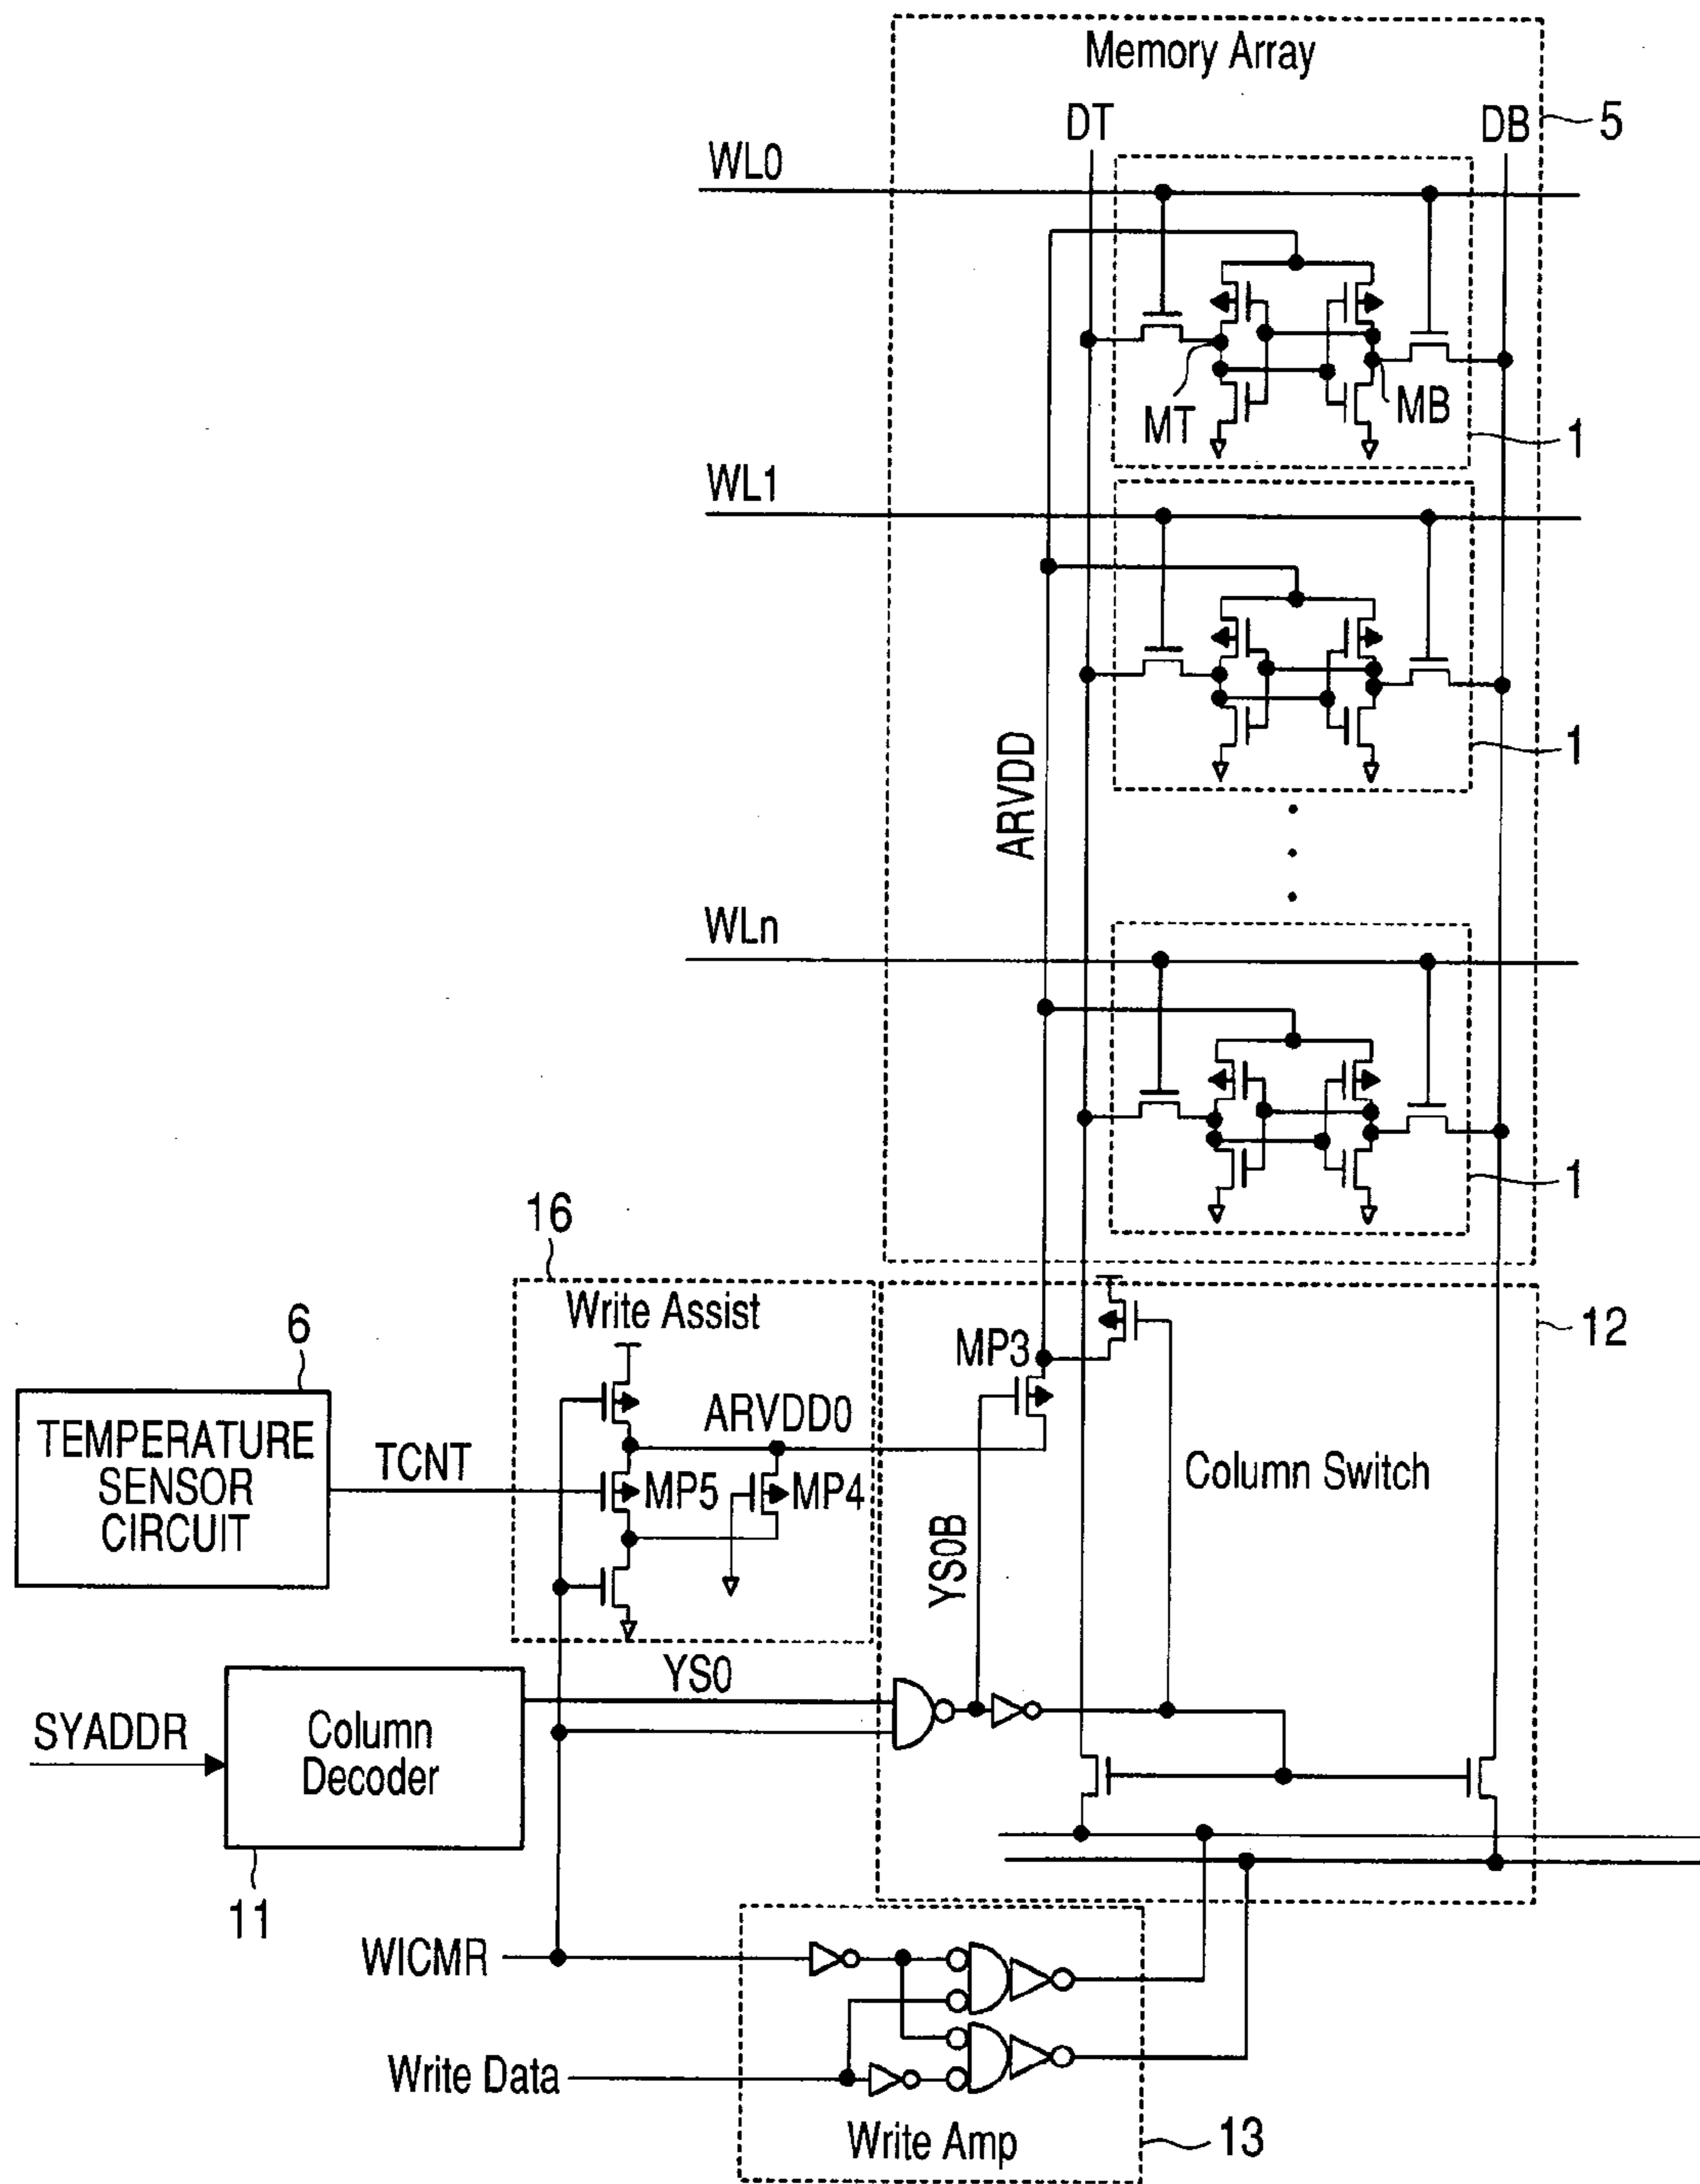 Memory Array
DT
DB
5
WL0
MT
MB
1
WL1
1
ARVDD
WLn
1
16
Write Assist
12
6
MP3
TEMPERATURE
SENSOR
CIRCUIT
TCNT
ARVDD0
MP5
MP4
Column Switch
YS0B
YS0
SYADDR
Column
Decoder
11
WICMR
Write Data
Write Amp
13